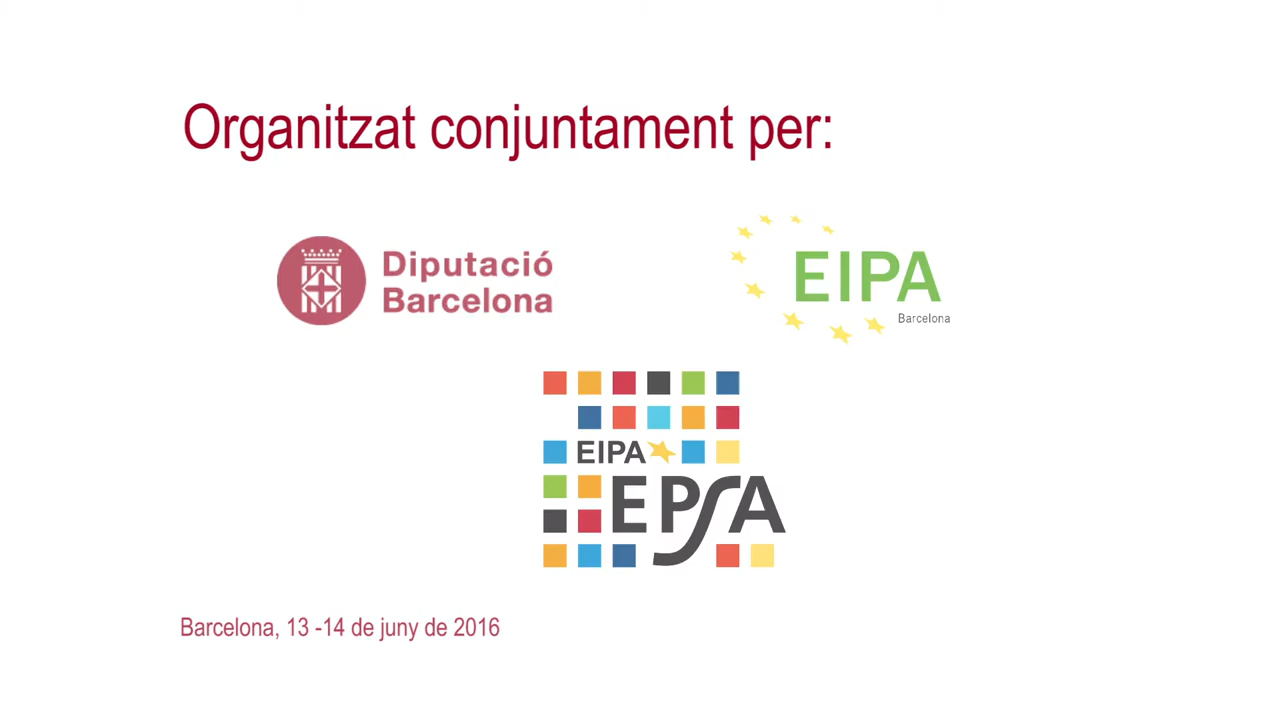 Organitzat conjuntament per:
Diputació
Barcelona
EIPA
Barcelona
EIPA
EPSA
Barcelona, 13 -14 de juny de 2016